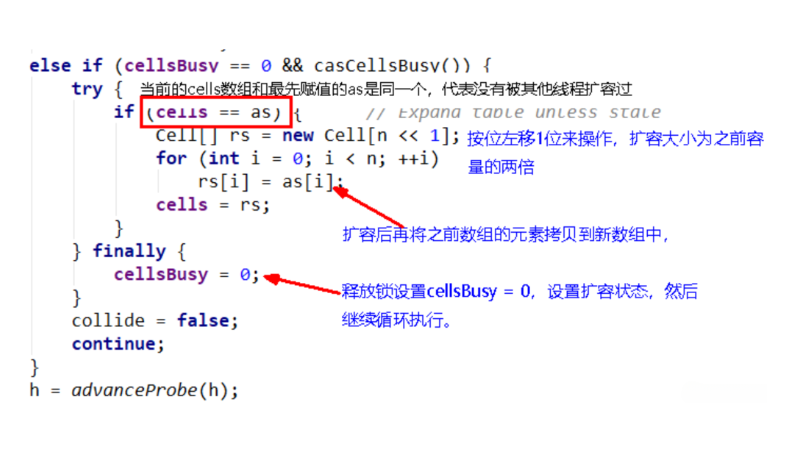 else if (cellsBusy == 0 && casCellsBusy()) {
try { 当前的cells数组和最先赋值的as是同一个，代表没有被其他线程扩容过
if (cells == as) { // Expand table unless stale
Cell[] rs = new Cell[n << 1]; 按位左移1位来操作，扩容大小为之前容
for (int i = 0; i < n; ++i) 量的两倍
rs[i] = as[i];
cells = rs;
} 扩容后再将之前数组的元素拷贝到新数组中，
} finally {
cellsBusy = 0; 释放锁设置cellsBusy = 0，设置扩容状态，然后
} 继续循环执行。
collide = false;
continue;
}
h = advanceProbe(h);